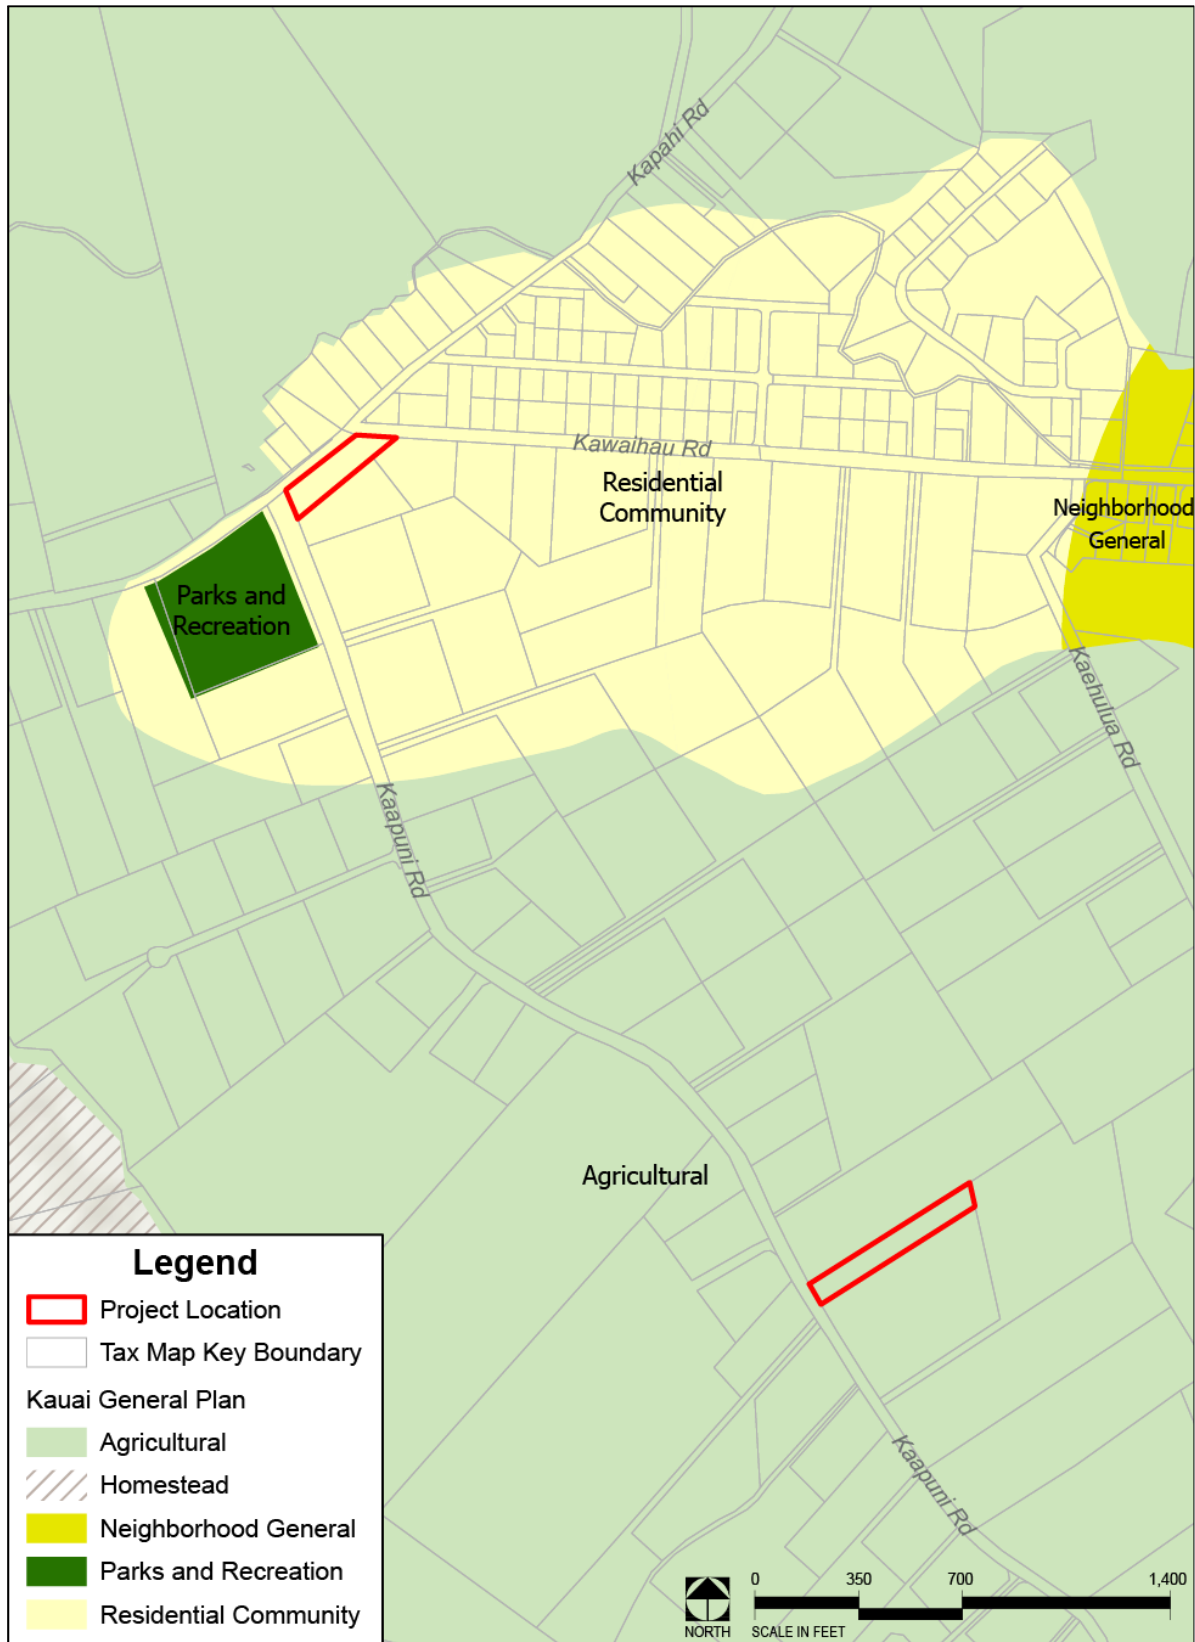 Kapahi Rd
Kawaihau Rd
Residential
Community
Neighborhood
General
Parks and
Recreation
Kaehulua Rd
Kaapuni Rd
Agricultural
Kaapuni Rd
Legend
Project Location
Tax Map Key Boundary
Kauai General Plan
Agricultural
Homestead
Neighborhood General
Parks and Recreation
Residential Community
0 350 700 1,400
NORTH SCALE IN FEET